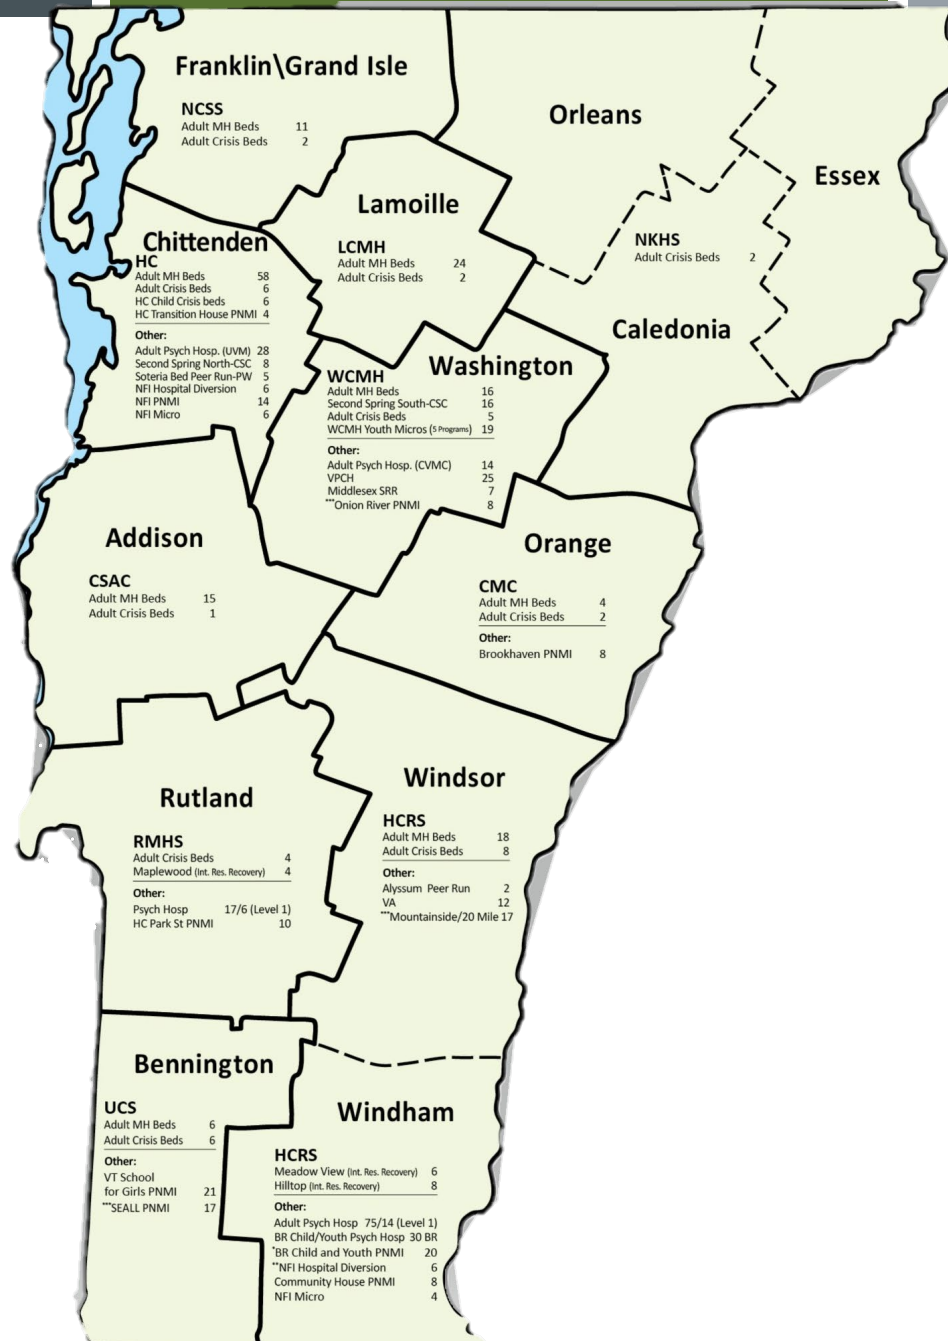 Franklin\Grand Isle
NCSS
Adult MH Beds 11
Adult Crisis Beds 2
Orleans
Essex
Lamoille
LCMH
Adult MH Beds 24
Adult Crisis Beds 2
NKHS
Adult Crisis Beds 2
Caledonia
Chittenden
HC
Adult MH Beds 58
Adult Crisis Beds 6
HC Child Crisis beds 6
HC Transition House PNMI 4
Other:
Adult Psych Hosp. (UVM) 28
Second Spring North-CSC 8
Soteria Bed Peer Run-PW 5
NFI Hospital Diversion 6
NFI PNMI 14
NFI Micro 6
Washington
WCMH
Adult MH Beds 16
Second Spring South-CSC 16
Adult Crisis Beds 5
WCMH Youth Micros (5 Programs) 19
Other:
Adult Psych Hosp. (CVMC) 14
VPCH 25
Middlesex SRR 7
***Onion River PNMI 8
Addison
CSAC
Adult MH Beds 15
Adult Crisis Beds 1
Orange
CMC
Adult MH Beds 4
Adult Crisis Beds 2
Other:
Brookhaven PNMI 8
Rutland
RMHS
Adult Crisis Beds 4
Maplewood (Int. Res. Recovery) 4
Other:
Psych Hosp 17/6 (Level 1)
HC Park St PNMI 10
Windsor
HCRS
Adult MH Beds 18
Adult Crisis Beds 8
Other:
Alyssum Peer Run 2
VA 12
***Mountainside/20 Mile 17
Bennington
UCS
Adult MH Beds 6
Adult Crisis Beds 6
Other:
VT School
for Girls PNMI 21
***SEALL PNMI 17
Windham
HCRS
Meadow View (Int. Res. Recovery) 6
Hilltop (Int. Res. Recovery) 8
Other:
Adult Psych Hosp 75/14 (Level 1)
BR Child/Youth Psych Hosp 30 BR
*BR Child and Youth PNMI 20
**NFI Hospital Diversion 6
Community House PNMI 8
NFI Micro 4